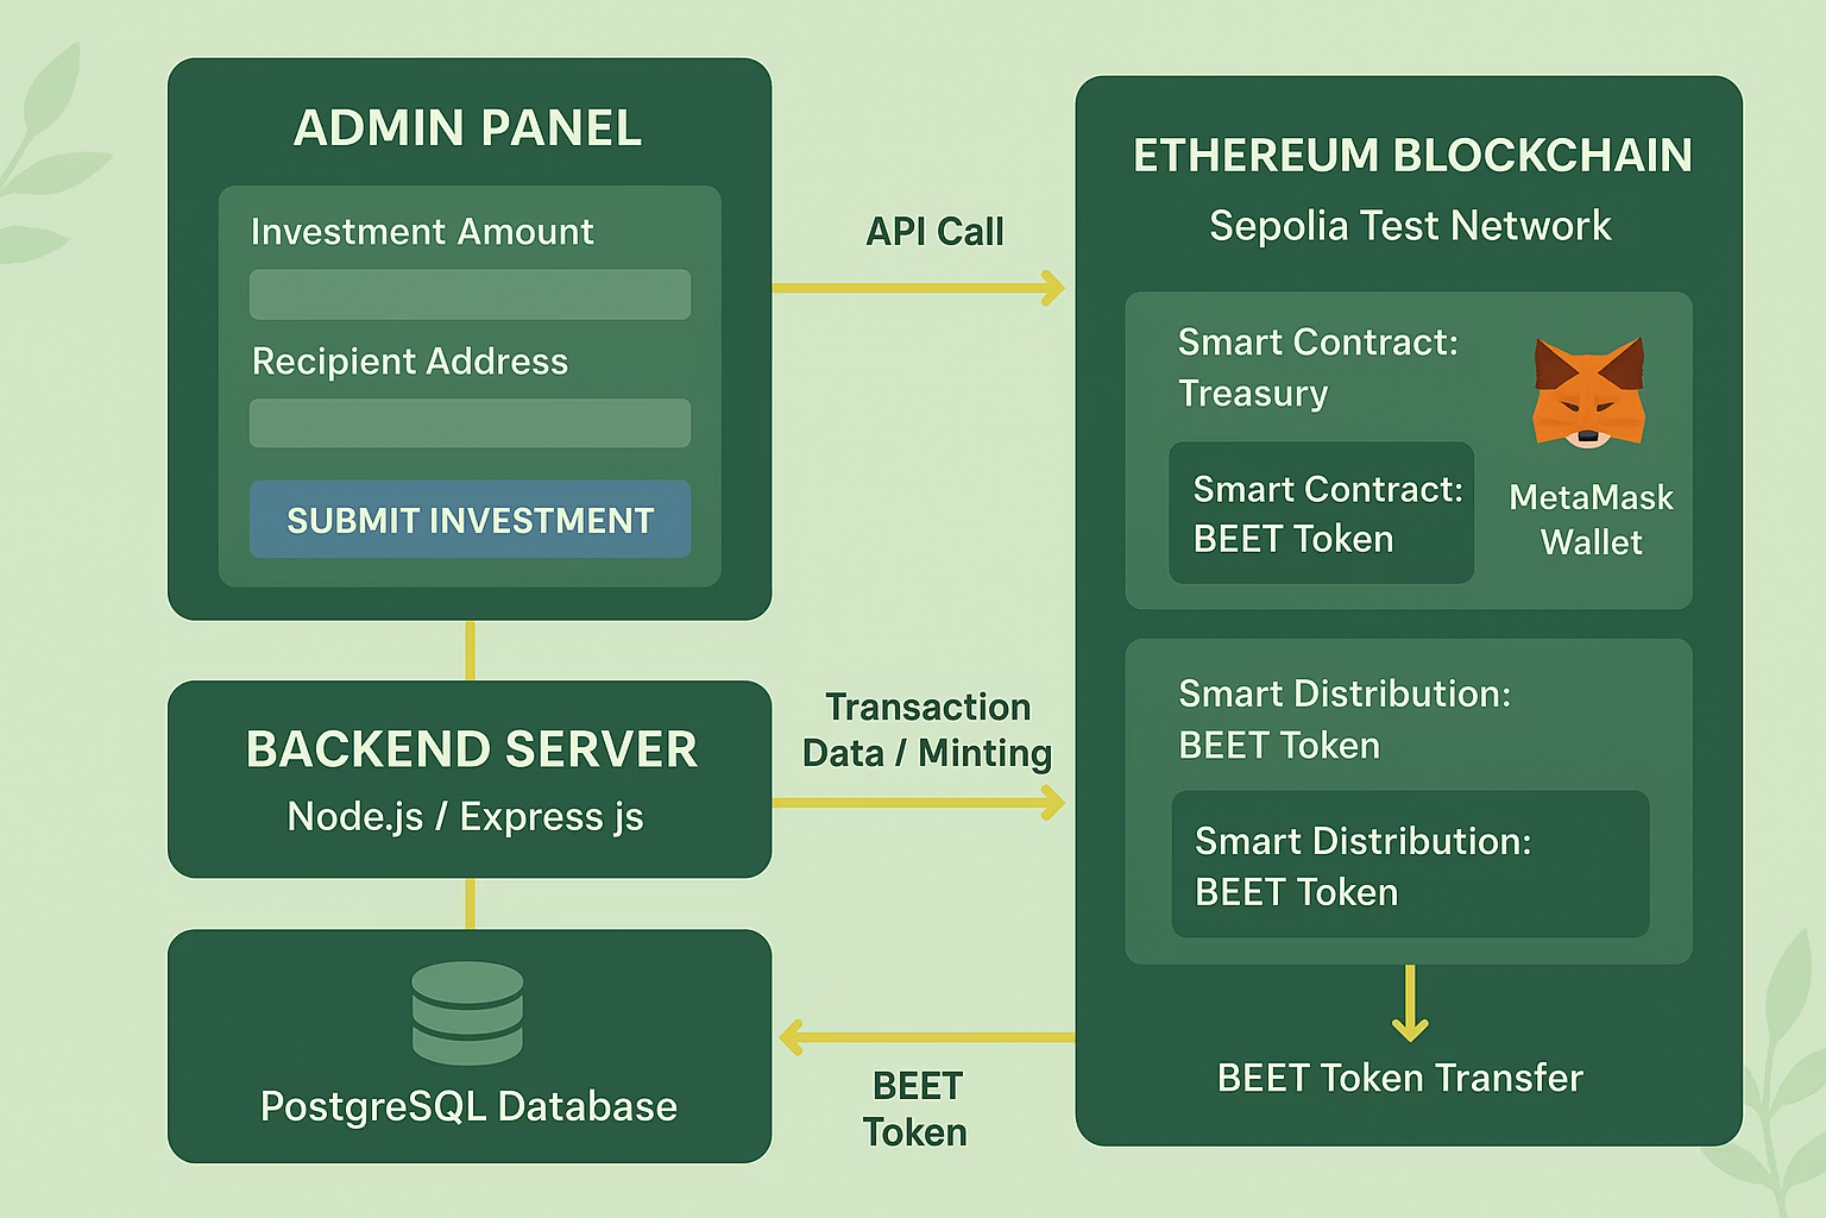 ADMIN PANEL
Investment Amount
Recipient Address
SUBMIT INVESTMENT
API Call
ETHEREUM BLOCKCHAIN
Sepolia Test Network
Smart Contract:
Treasury
Smart Contract:
BEET Token
MetaMask
Wallet
BACKEND SERVER
Node.js / Express js
Transaction
Data / Minting
Smart Distribution:
BEET Token
Smart Distribution:
BEET Token
BEET Token Transfer
PostgreSQL Database
BEET
Token